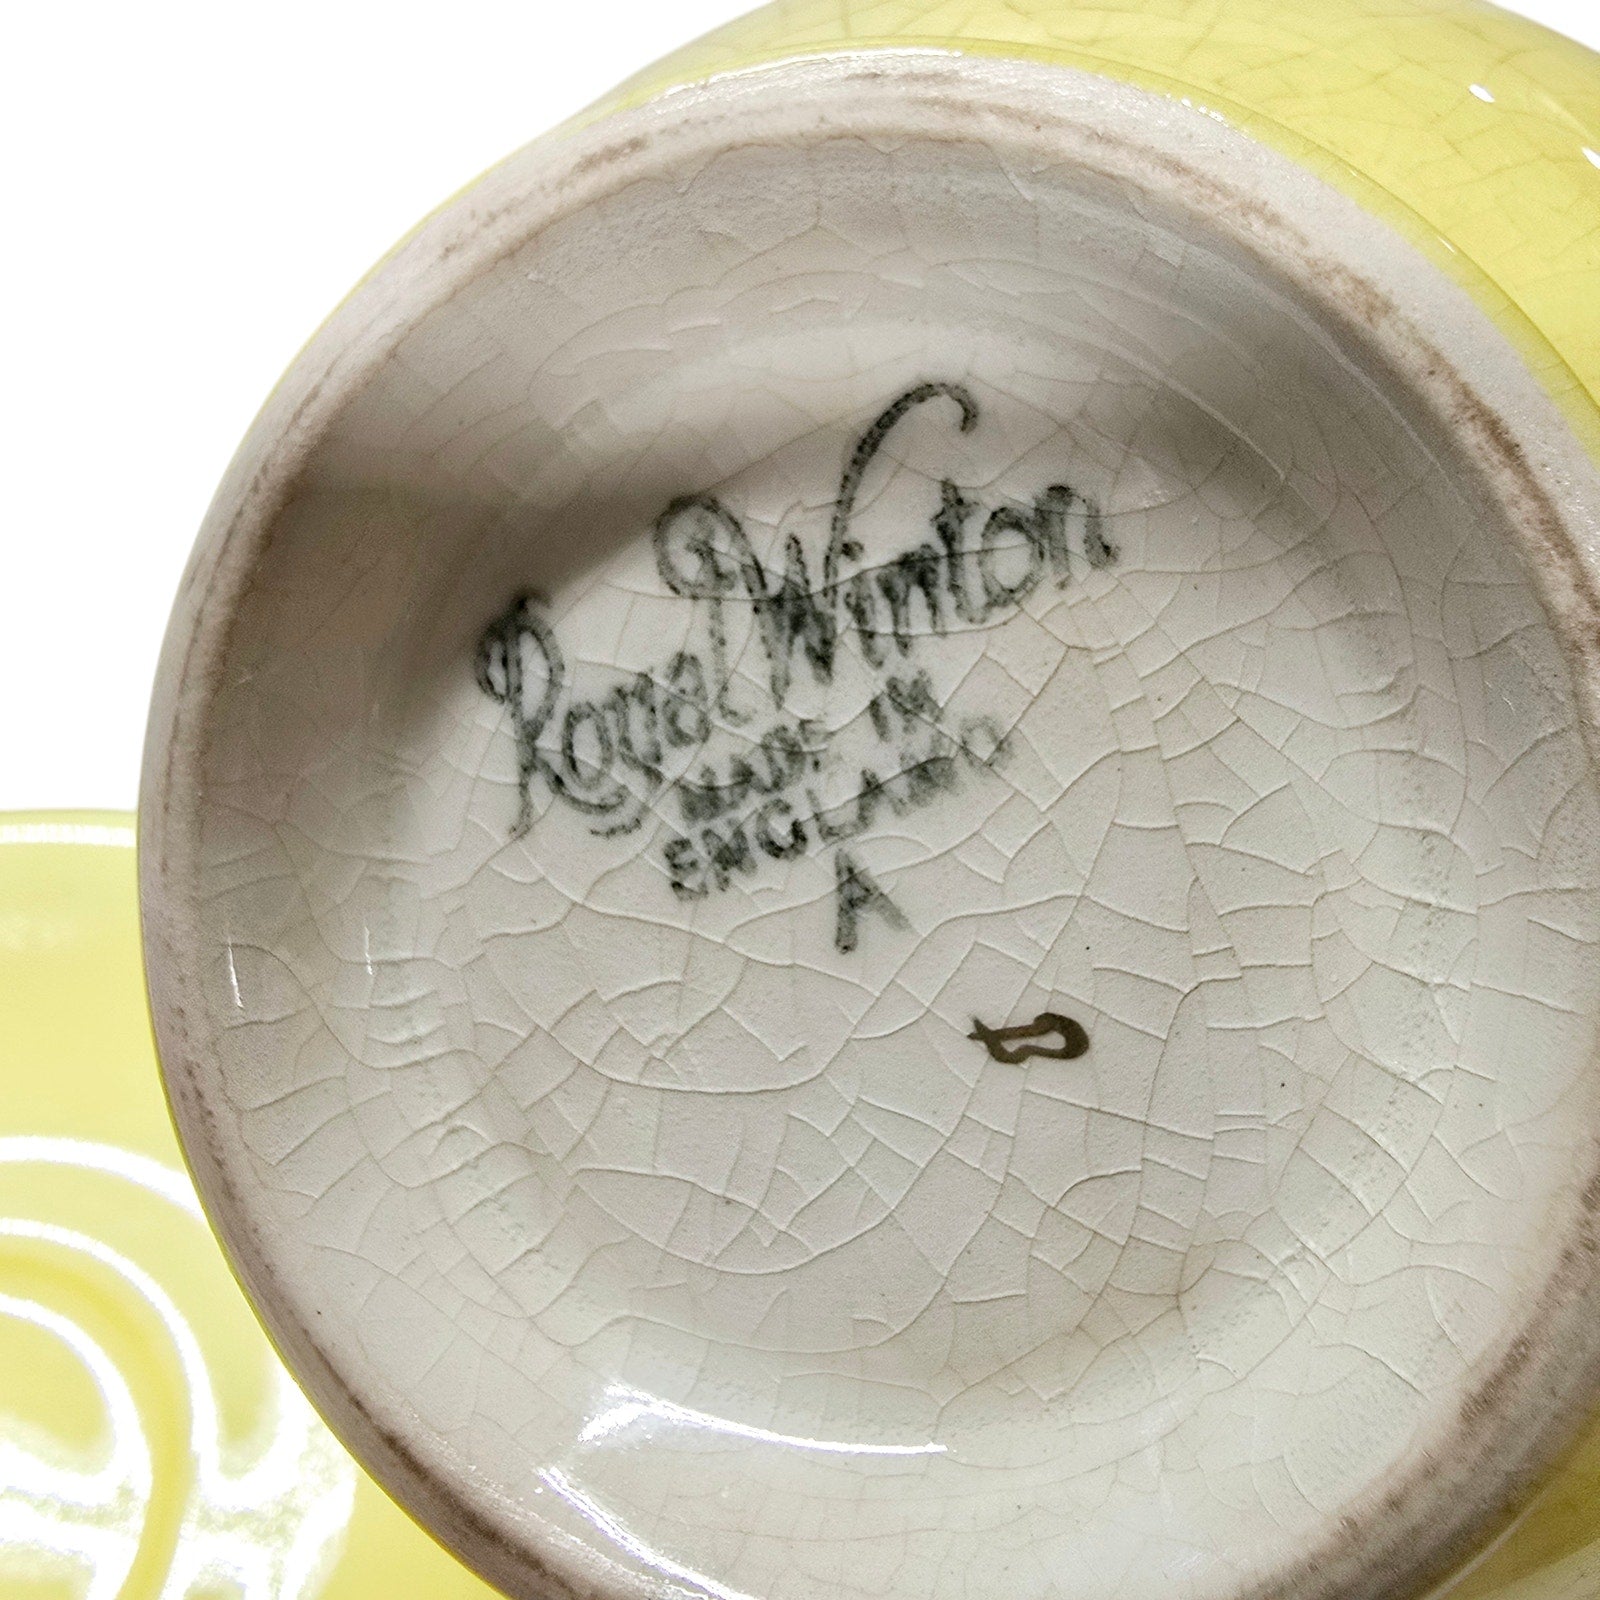 Royal Winton
MADE IN
ENGLAND
A